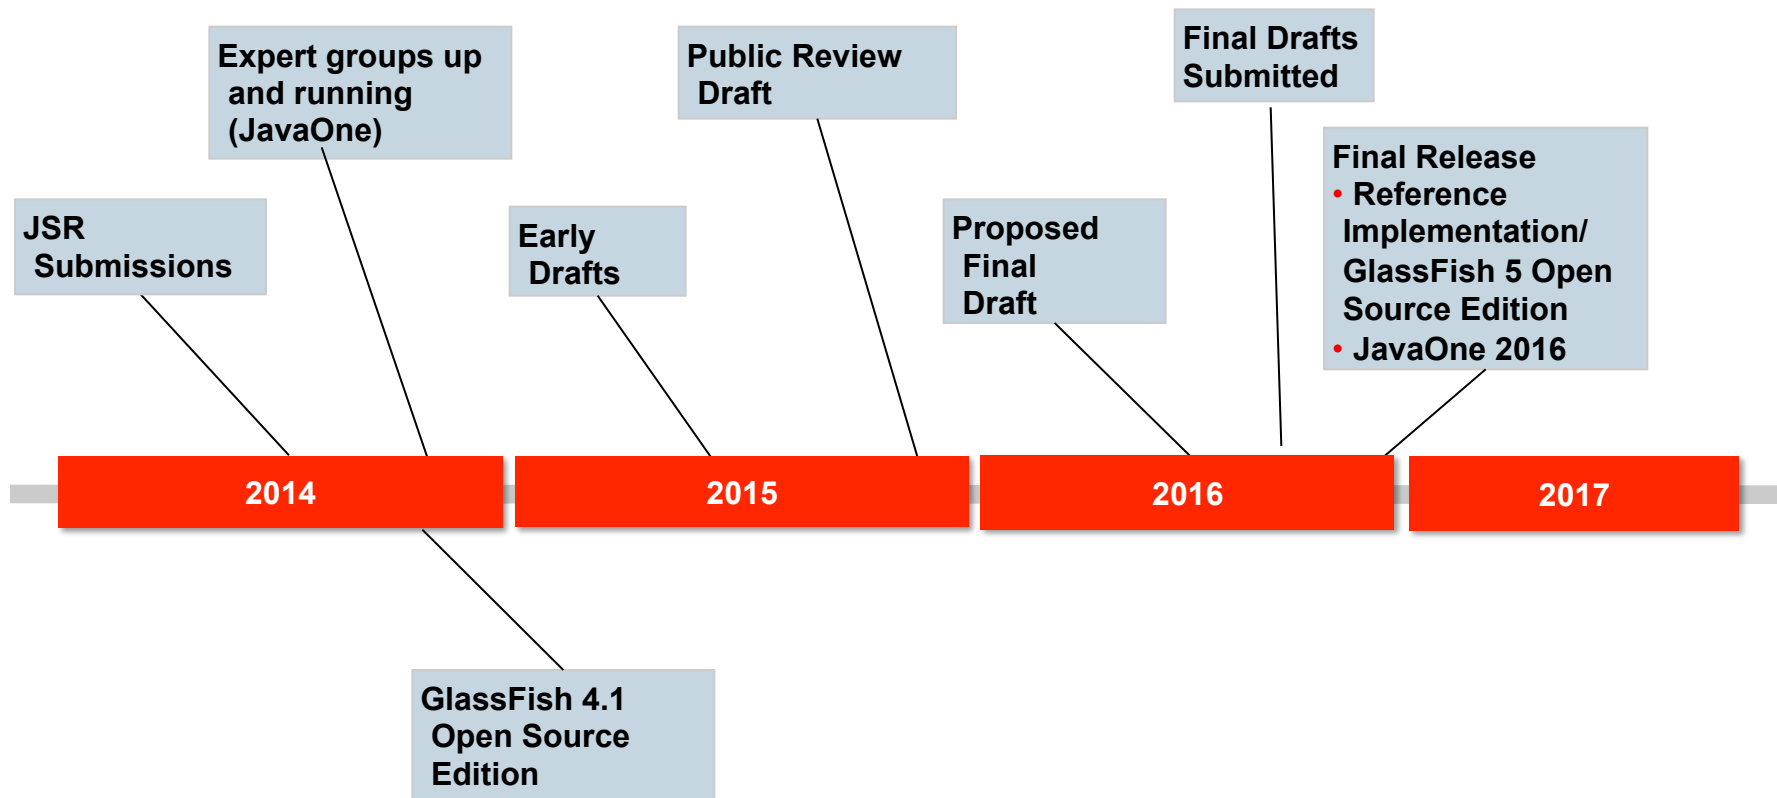 Expert groups up
and running
(JavaOne)
Public Review
Draft
Final Drafts
Submitted
Final Release
• Reference
Implementation/
GlassFish 5 Open
Source Edition
• JavaOne 2016
JSR
Submissions
Early
Drafts
Proposed
Final
Draft
2014
2015
2016
2017
GlassFish 4.1
Open Source
Edition